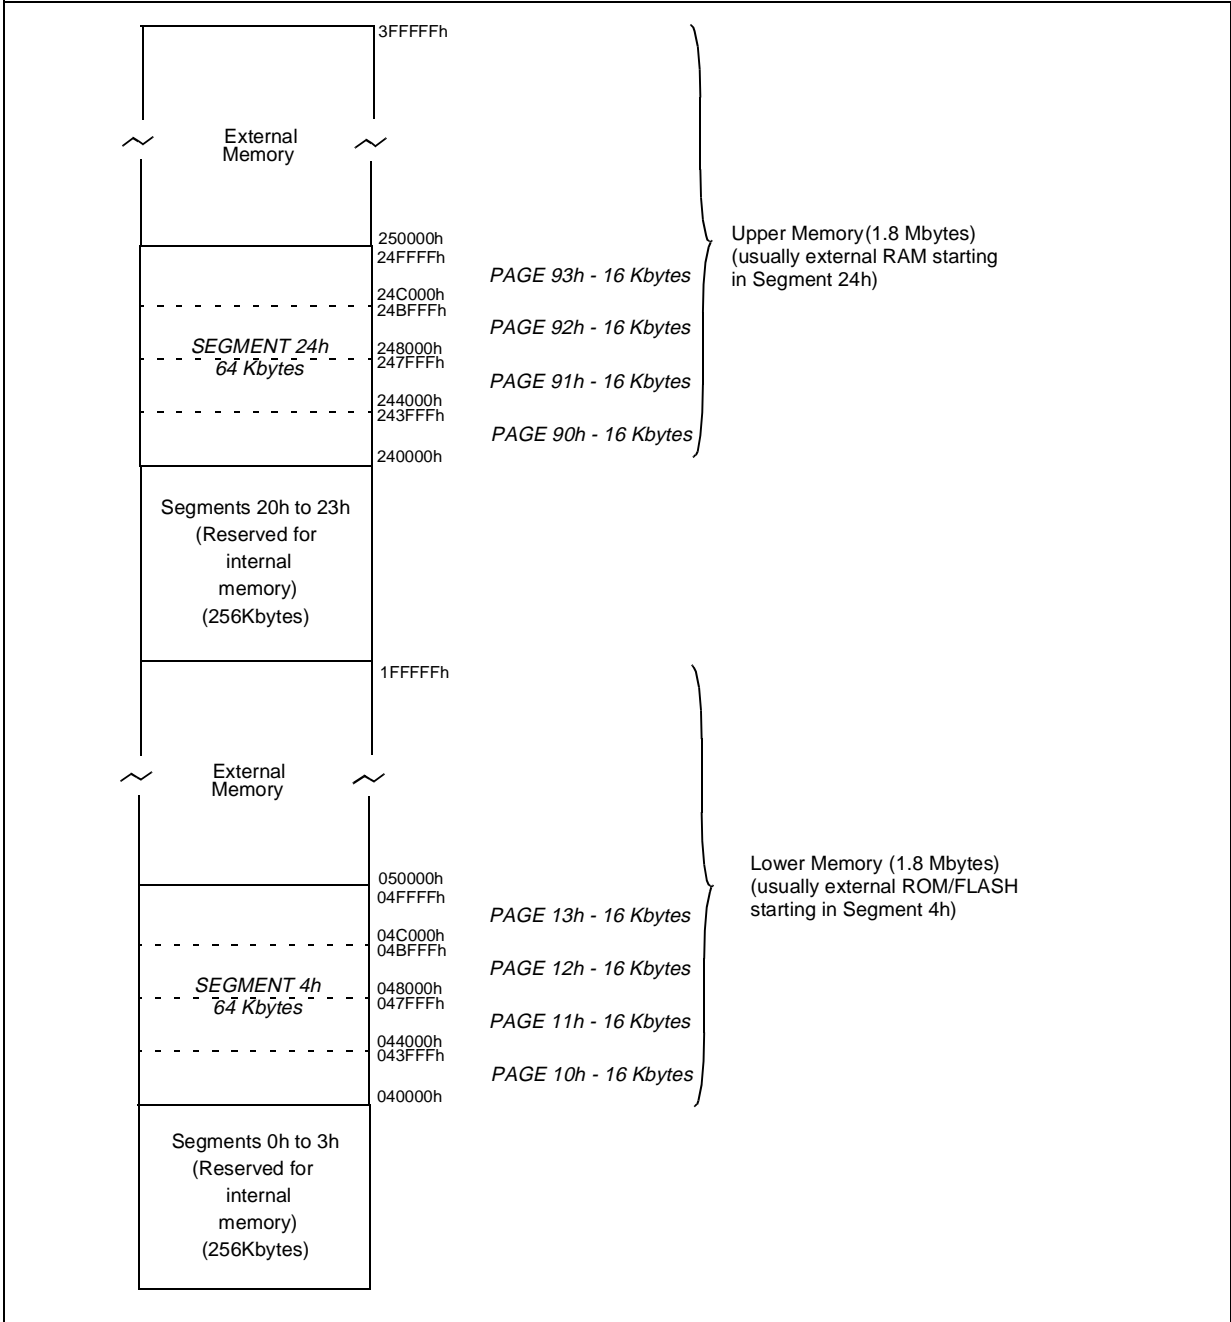 3FFFFFh
External
Memory
250000h
24FFFFh
PAGE 93h - 16 Kbytes
24C000h
24BFFFh
PAGE 92h - 16 Kbytes
SEGMENT 24h
64 Kbytes
248000h
247FFFh
PAGE 91h - 16 Kbytes
244000h
243FFFh
PAGE 90h - 16 Kbytes
240000h
Upper Memory (1.8 Mbytes)
(usually external RAM starting
in Segment 24h)
Segments 20h to 23h
(Reserved for
internal
memory)
(256Kbytes)
1FFFFFh
External
Memory
050000h
04FFFFh
PAGE 13h - 16 Kbytes
04C000h
04BFFFh
PAGE 12h - 16 Kbytes
SEGMENT 4h
64 Kbytes
048000h
047FFFh
PAGE 11h - 16 Kbytes
044000h
043FFFh
PAGE 10h - 16 Kbytes
040000h
Lower Memory (1.8 Mbytes)
(usually external ROM/FLASH
starting in Segment 4h)
Segments 0h to 3h
(Reserved for
internal
memory)
(256Kbytes)